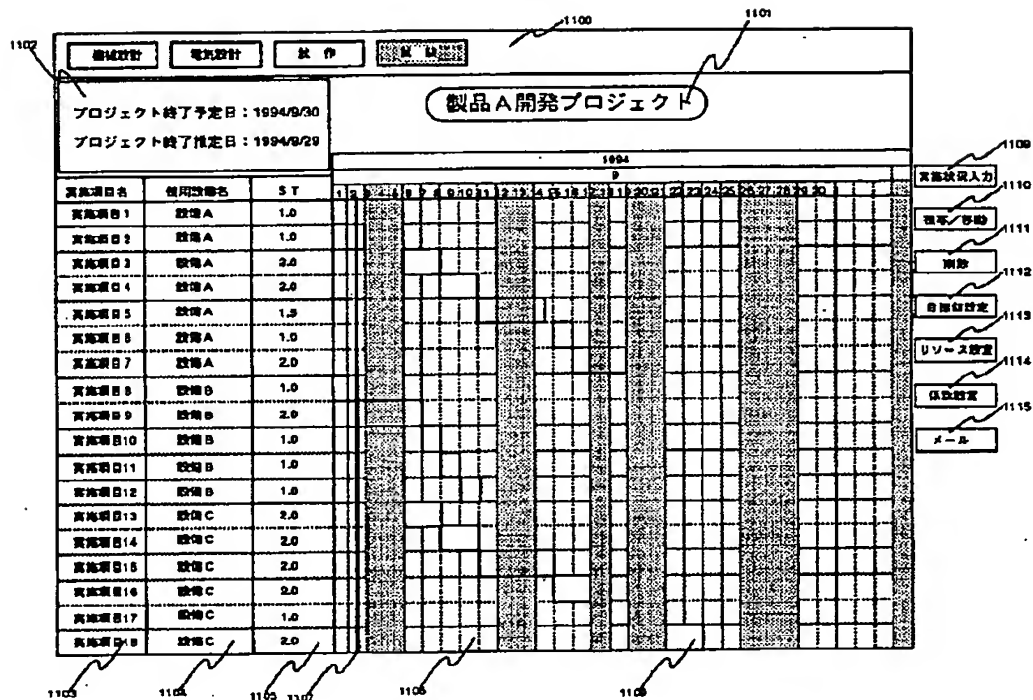 1100
1101
1102
機械設計 電気設計 試作 試験
プロジェクト終了予定日：1994/9/30
プロジェクト終了推定日：1994/9/29
製品A開発プロジェクト
1994
9
実施項目名 使用設備名 ST
実施項目1 設備A 1.0
実施項目2 設備A 1.0
実施項目3 設備A 2.0
実施項目4 設備A 2.0
実施項目5 設備A 1.5
実施項目6 設備A 1.0
実施項目7 設備A 2.0
実施項目8 設備B 1.0
実施項目9 設備B 2.0
実施項目10 設備B 1.0
実施項目11 設備B 1.0
実施項目12 設備B 1.0
実施項目13 設備C 2.0
実施項目14 設備C 2.0
実施項目15 設備C 2.0
実施項目16 設備C 2.0
実施項目17 設備C 1.0
実施項目18 設備C 2.0
1109
実施状況入力
1110
複写／移動
1111
削除
1112
目標値設定
1113
リソース設定
1114
係数設定
1115
メール
1103 1104 1105 1107 1108